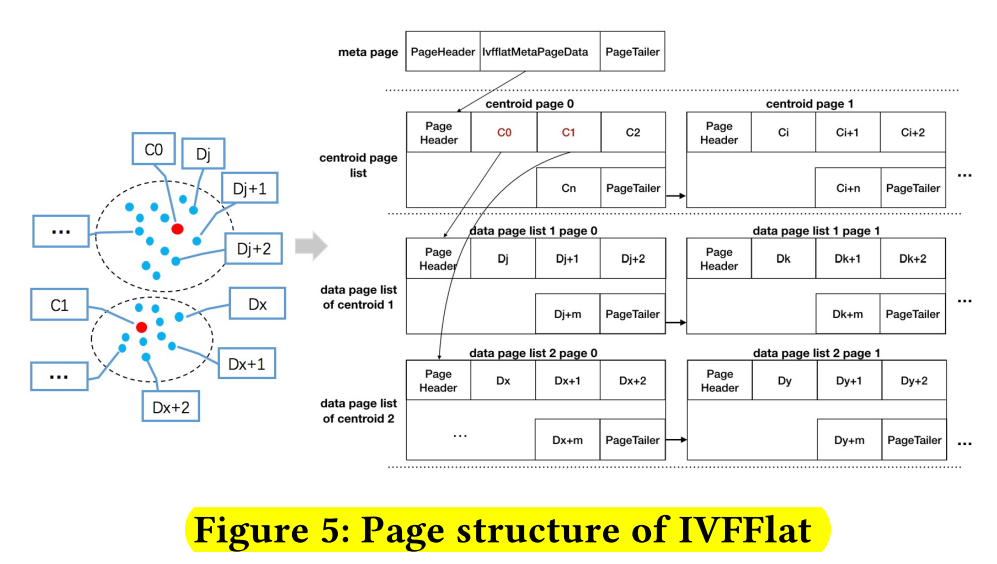 C0
Dj
Dj+1
...
Dj+2
C1
Dx
Dx+1
...
Dx+2
meta page
PageHeader IvfflatMetaPageData PageTailer
centroid page 0
centroid page 1
centroid page list
Page Header C0 C1 C2
Cn PageTailer
Page Header Ci Ci+1 Ci+2
Ci+n PageTailer
...
data page list 1 page 0
data page list 1 page 1
data page list of centroid 1
Page Header Dj Dj+1 Dj+2
Dj+m PageTailer
Page Header Dk Dk+1 Dk+2
Dk+m PageTailer
...
data page list 2 page 0
data page list 2 page 1
data page list of centroid 2
Page Header Dx Dx+1 Dx+2
... Dx+m PageTailer
Page Header Dy Dy+1 Dy+2
Dy+m PageTailer
...
Figure 5: Page structure of IVFFlat